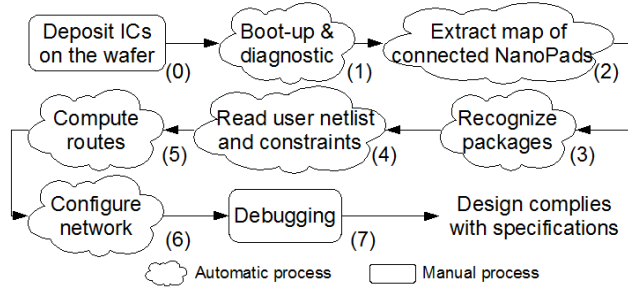 Deposit ICs
on the wafer
(0)
Boot-up &
diagnostic
(1)
Extract map of
connected NanoPads
(2)
Recognize
packages
(3)
Read user netlist
and constraints
(4)
Compute
routes
(5)
Configure
network
(6)
Debugging
(7)
Design complies
with specifications
Automatic process
Manual process